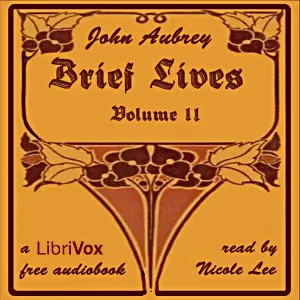 John Aubrey
Brief Lives
Volume II
a LibriVox
free audiobook
read by
Nicole Lee